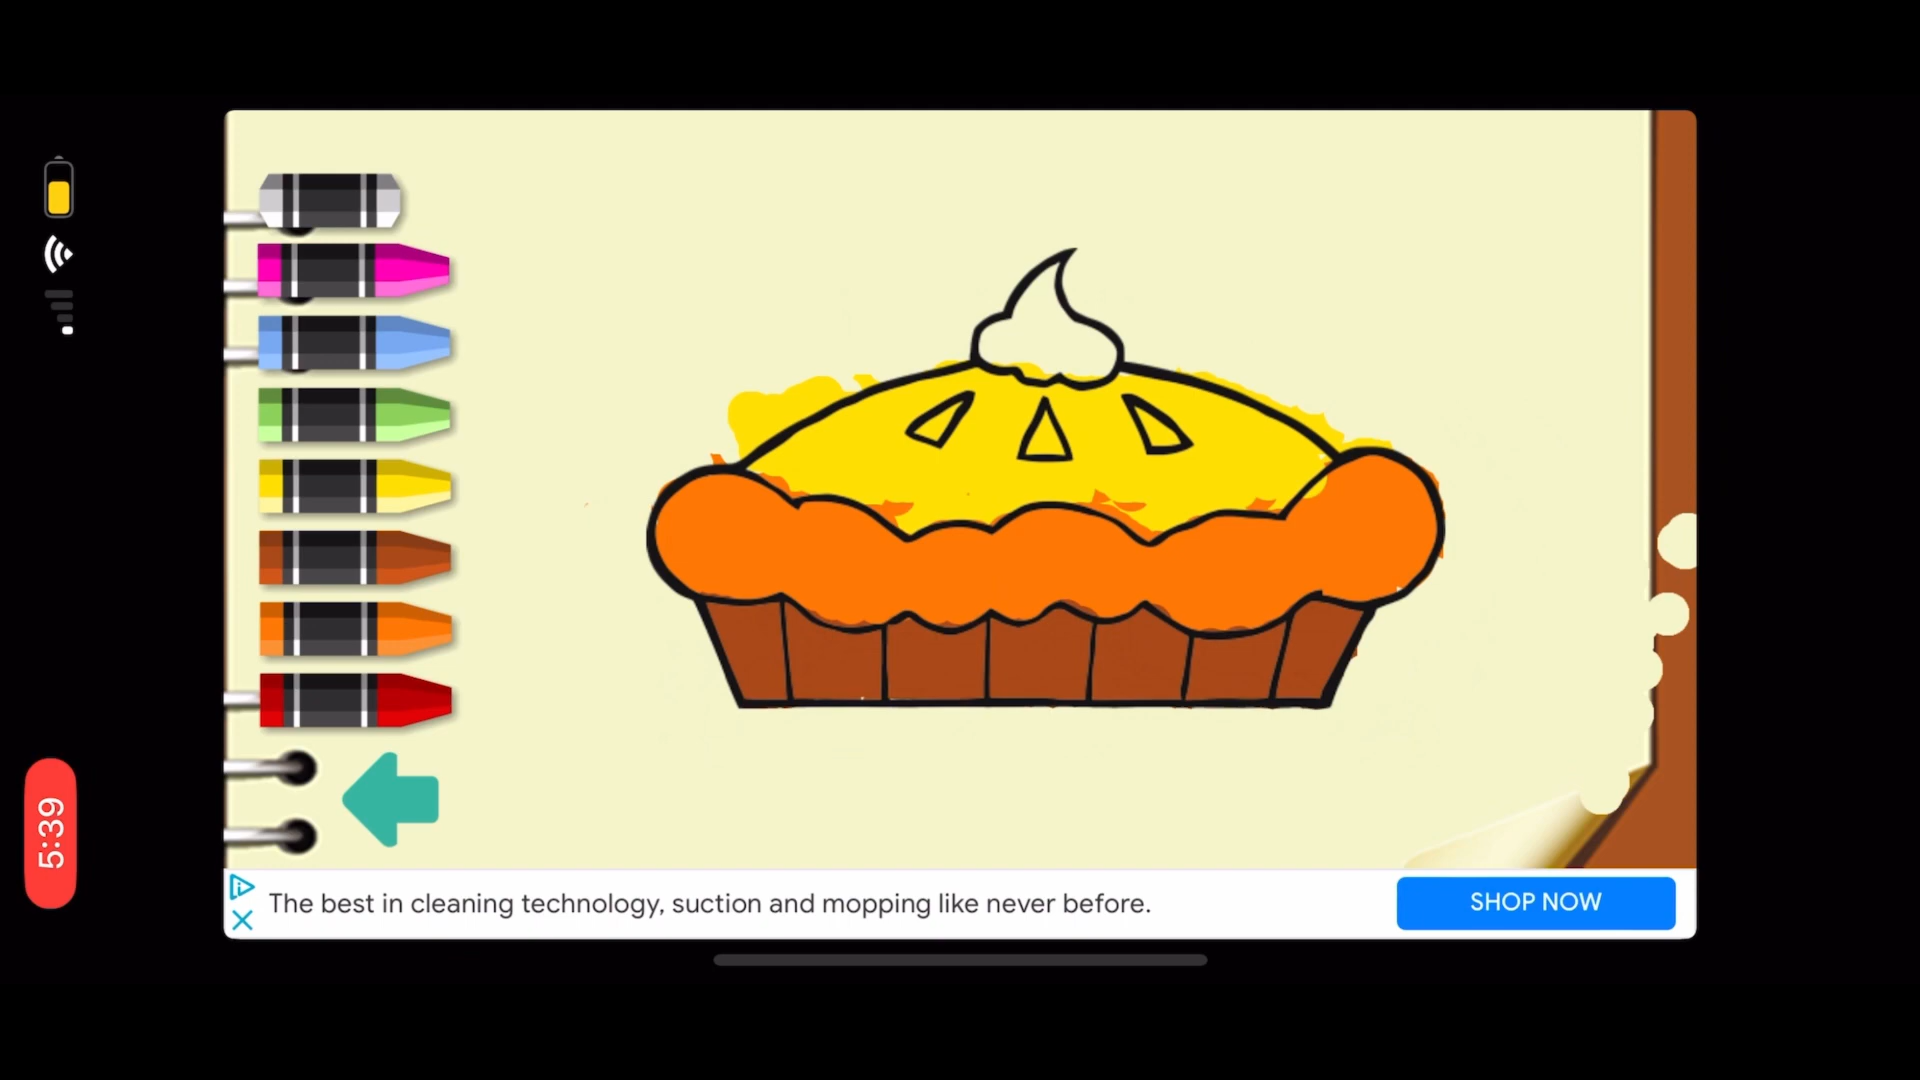 5:39
The best in cleaning technology, suction and mopping like never before.
SHOP NOW